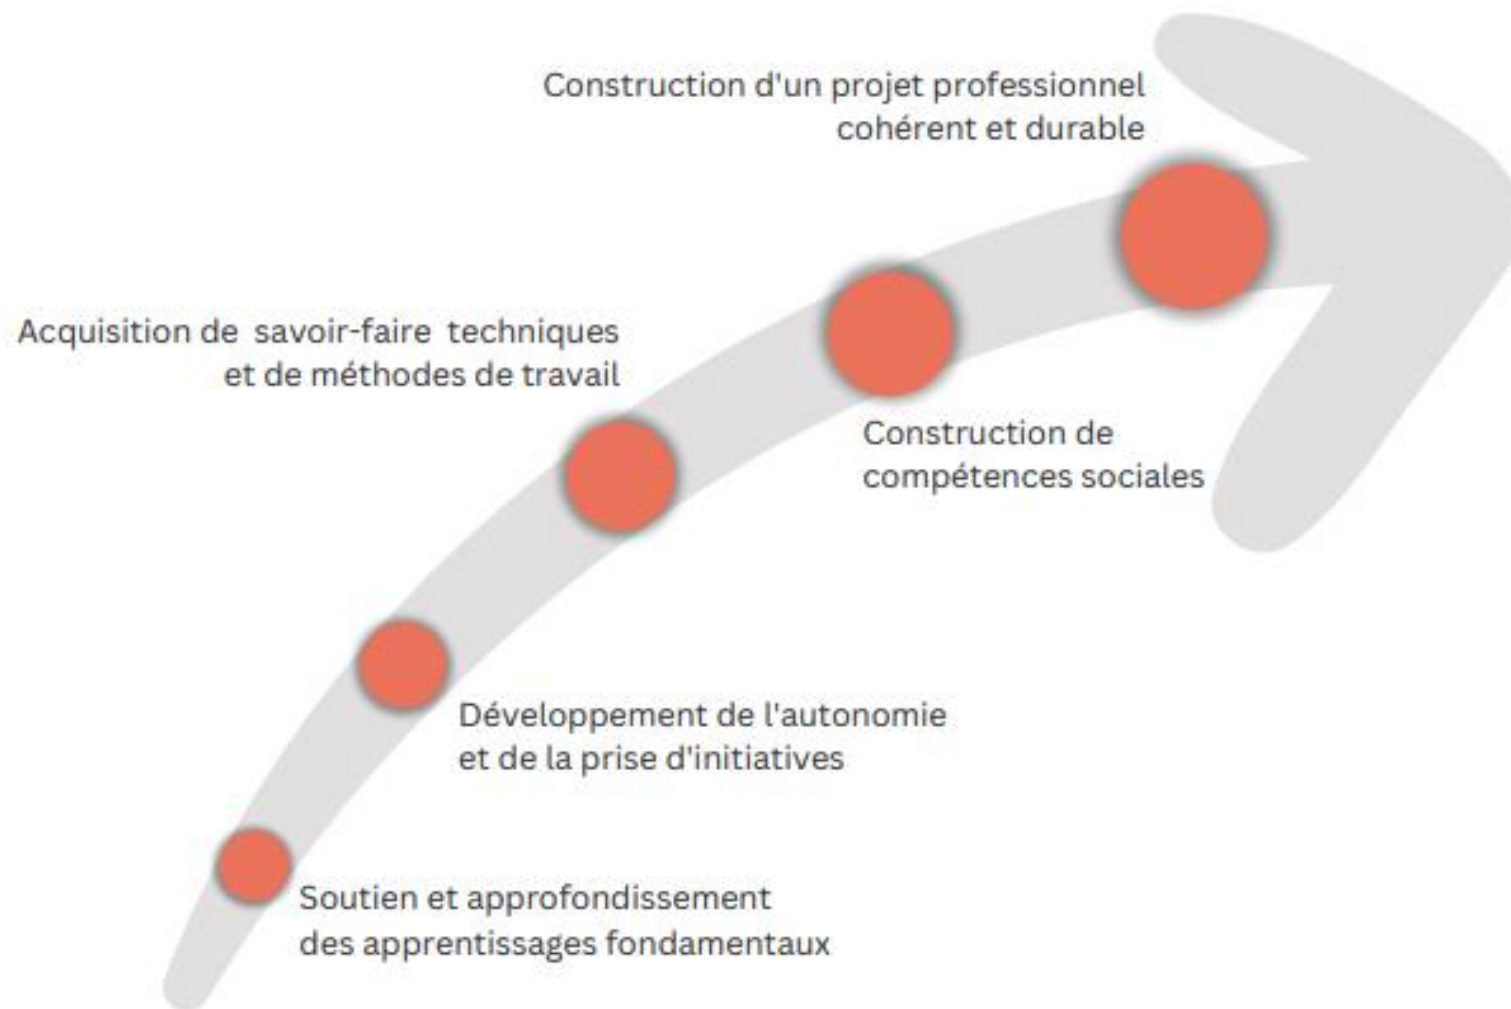 Construction d'un projet professionnel
cohérent et durable
Acquisition de savoir-faire techniques
et de méthodes de travail
Construction de
compétences sociales
Développement de l'autonomie
et de la prise d'initiatives
Soutien et approfondissement
des apprentissages fondamentaux